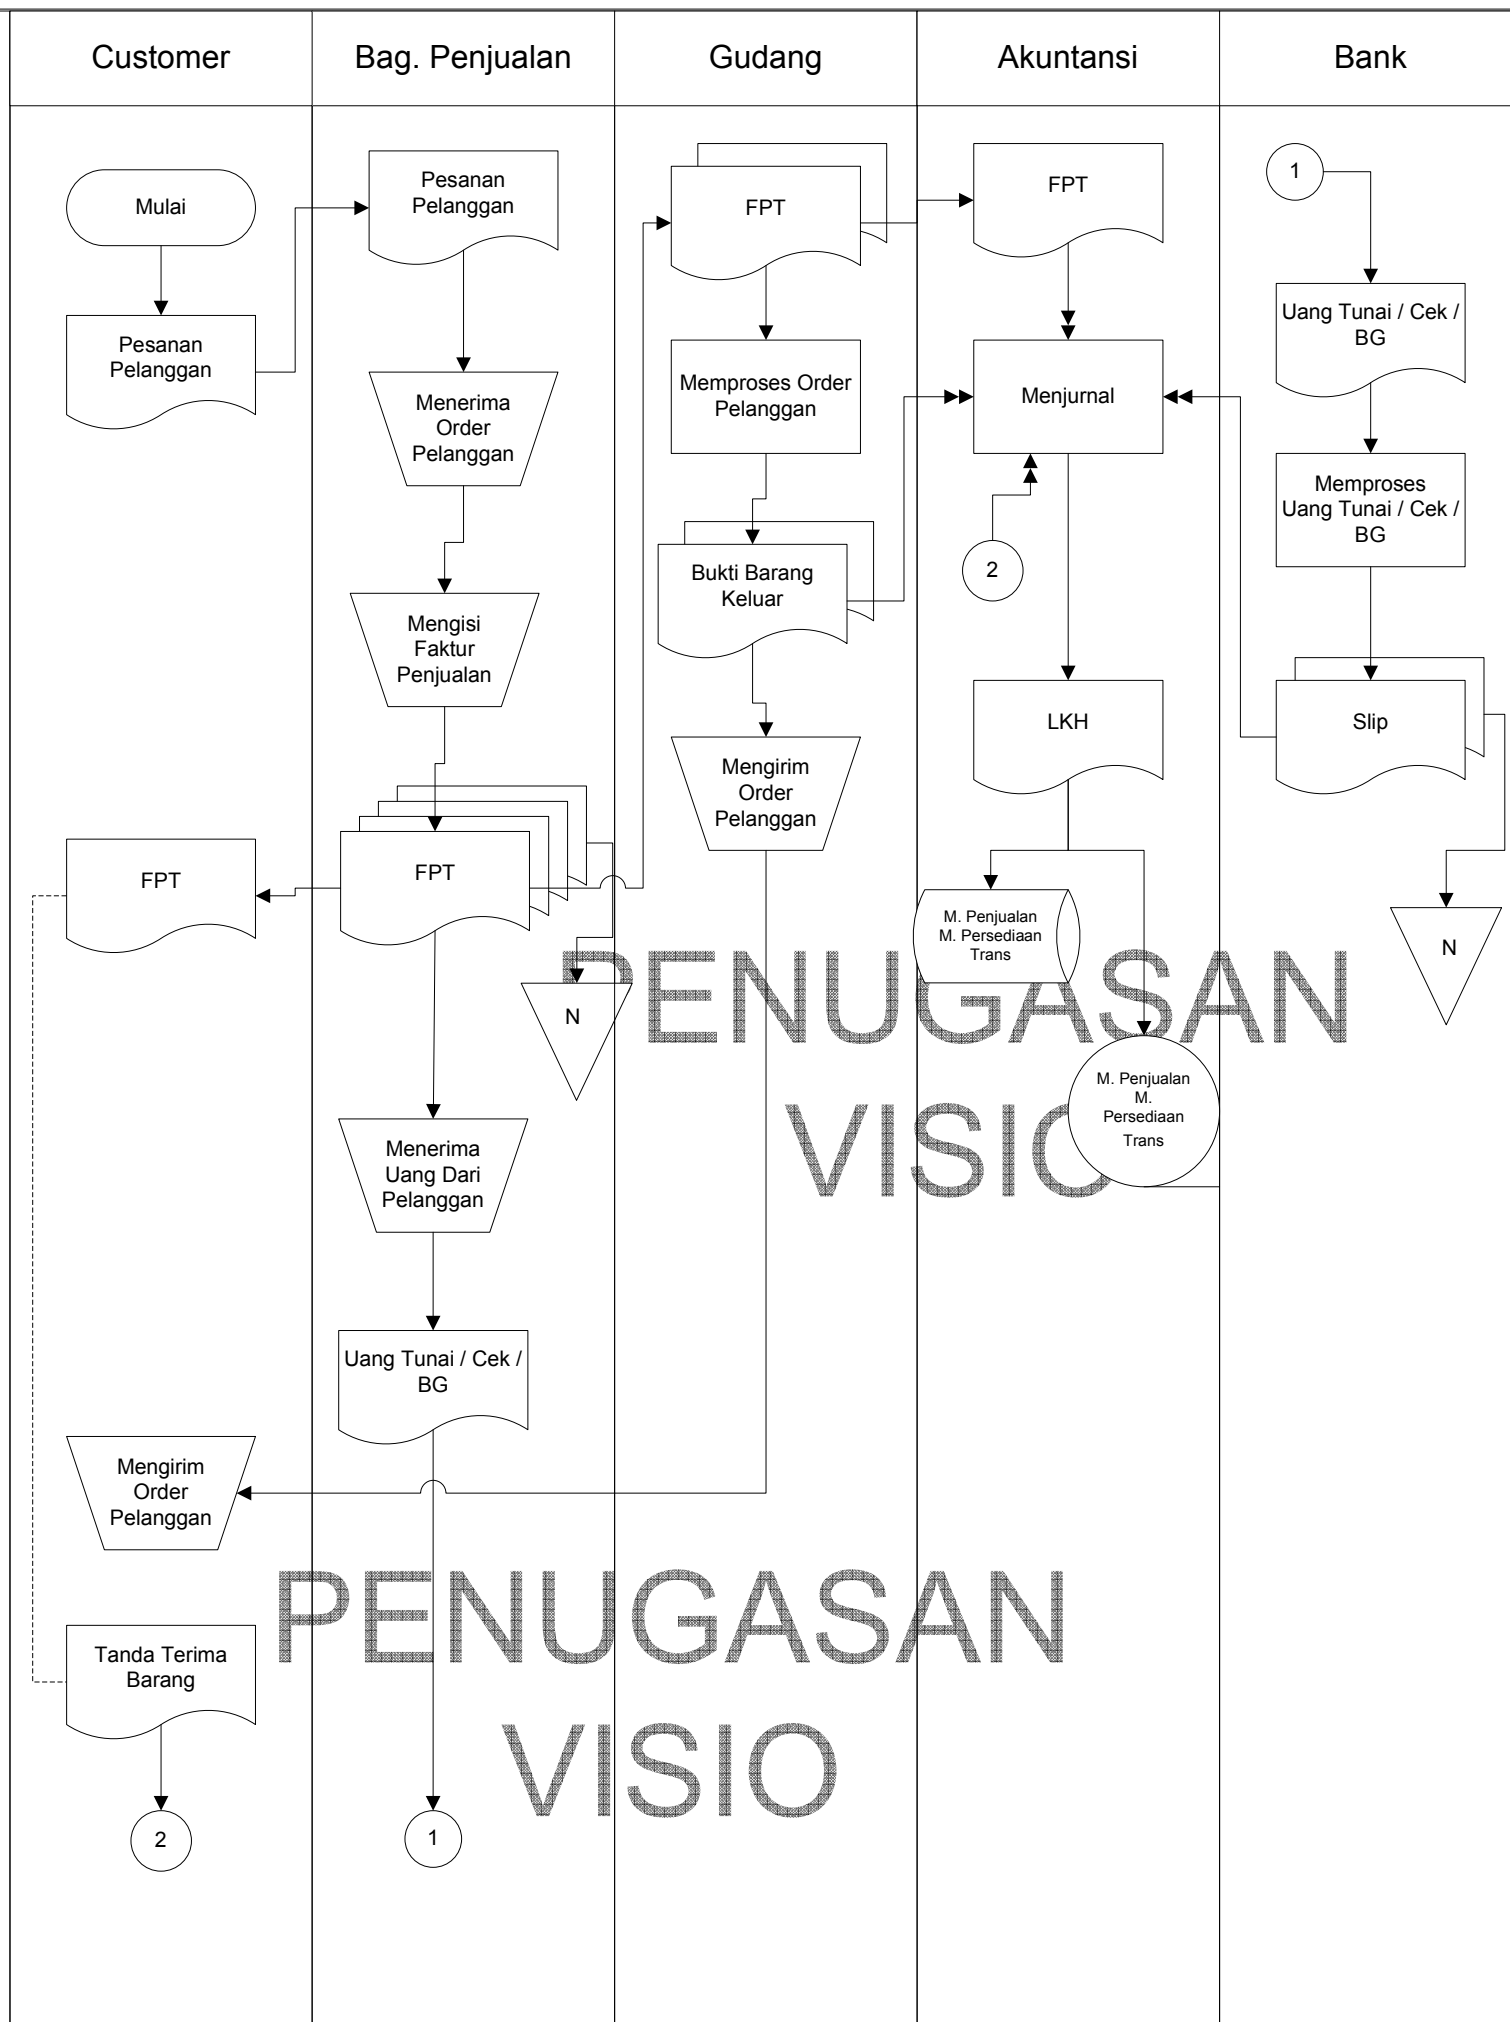 Customer
Bag. Penjualan
Gudang
Akuntansi
Bank
Mulai
Pesanan
Pelanggan
FPT
Mengirim
Order
Pelanggan
Tanda Terima
Barang
2
Pesanan
Pelanggan
Menerima
Order
Pelanggan
Mengisi
Faktur
Penjualan
FPT
N
Menerima
Uang Dari
Pelanggan
Uang Tunai / Cek /
BG
1
FPT
Memproses Order
Pelanggan
Bukti Barang
Keluar
Mengirim
Order
Pelanggan
FPT
Menjurnal
2
LKH
M. Penjualan
M. Persediaan
Trans
M. Penjualan
M.
Persediaan
Trans
1
Uang Tunai / Cek /
BG
Memproses
Uang Tunai / Cek /
BG
Slip
N
PENUGASAN
VISIO
PENUGASAN
VISIO